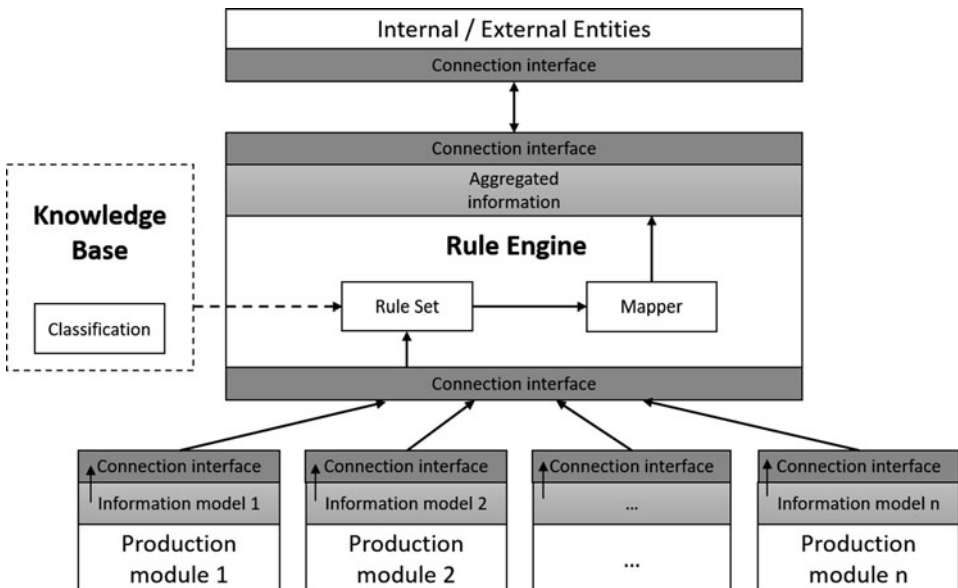 Internal / External Entities
Connection interface
Connection interface
Aggregated
information
Knowledge
Base
Classification
Rule Engine
Rule Set
Mapper
Connection interface
Connection interface
Information model 1
Production
module 1
Connection interface
Information model 2
Production
module 2
Connection interface
...
...
Connection interface
Information model n
Production
module n